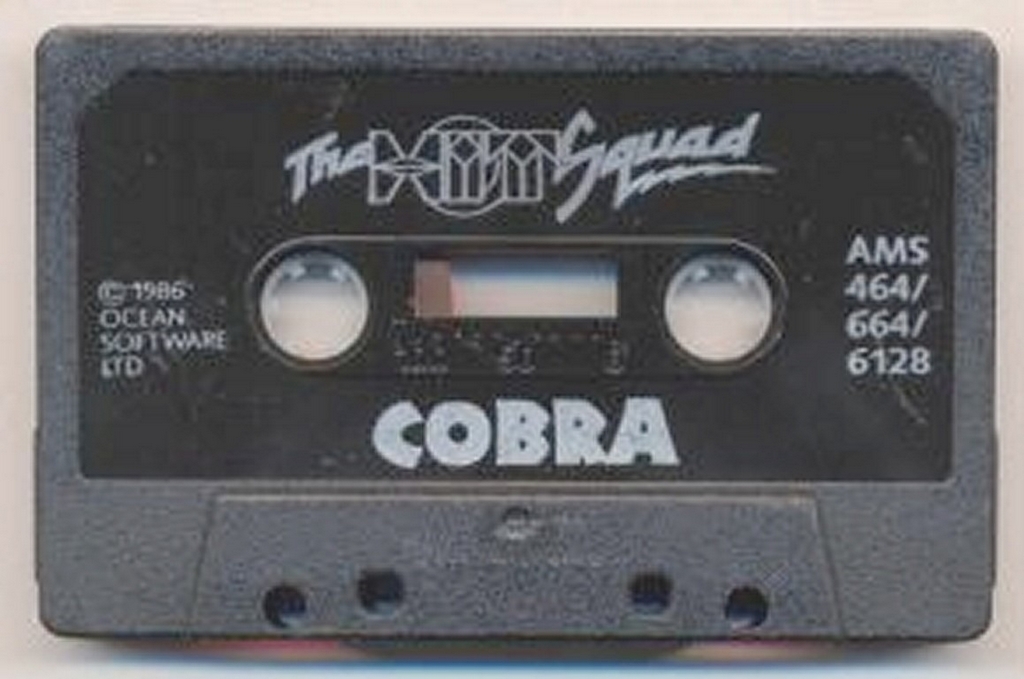 The Hit Squad
© 1986
OCEAN
SOFTWARE
LTD
AMS
464/
664/
6128
COBRA